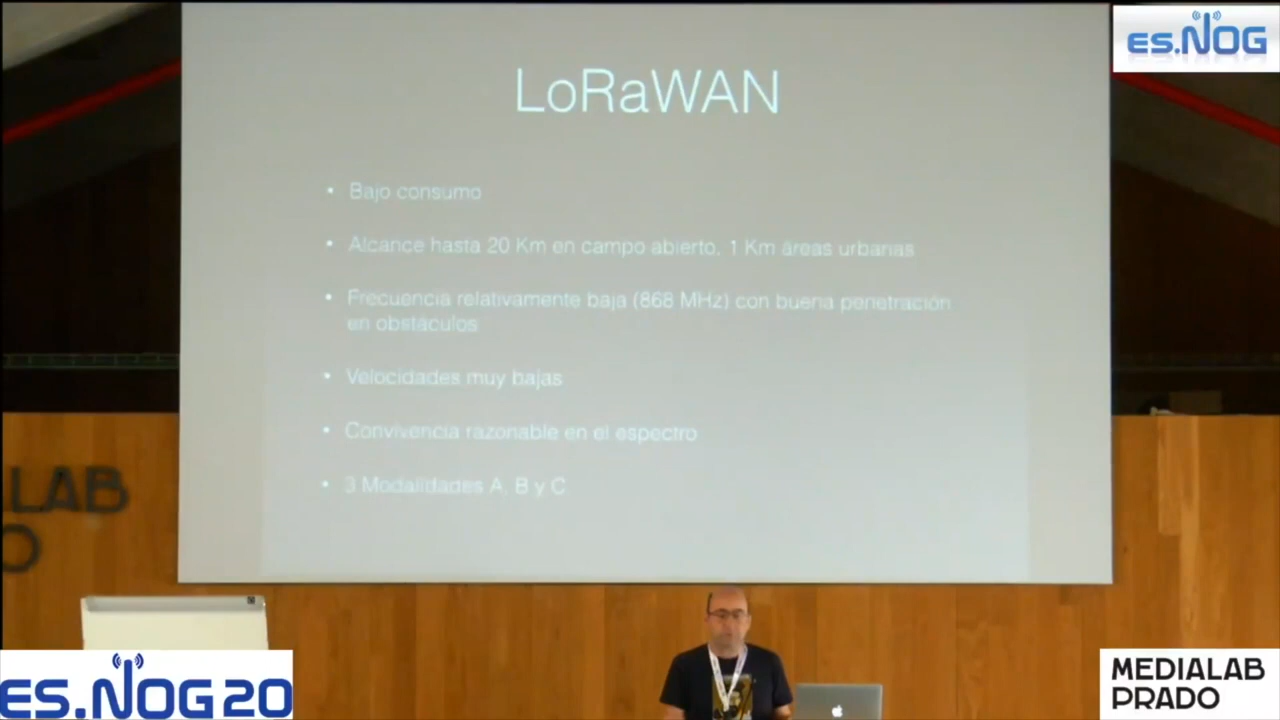 es.NOG
LoRaWAN
• Bajo consumo
• Alcance hasta 20 Km en campo abierto, 1 Km áreas urbanas
• Frecuencia relativamente baja (868 MHz) con buena penetración
en obstáculos
• Velocidades muy bajas
• Convivencia razonable en el espectro
• 3 Modalidades A, B y C
LAB
O
ES.NOG20
MEDIALAB
PRADO